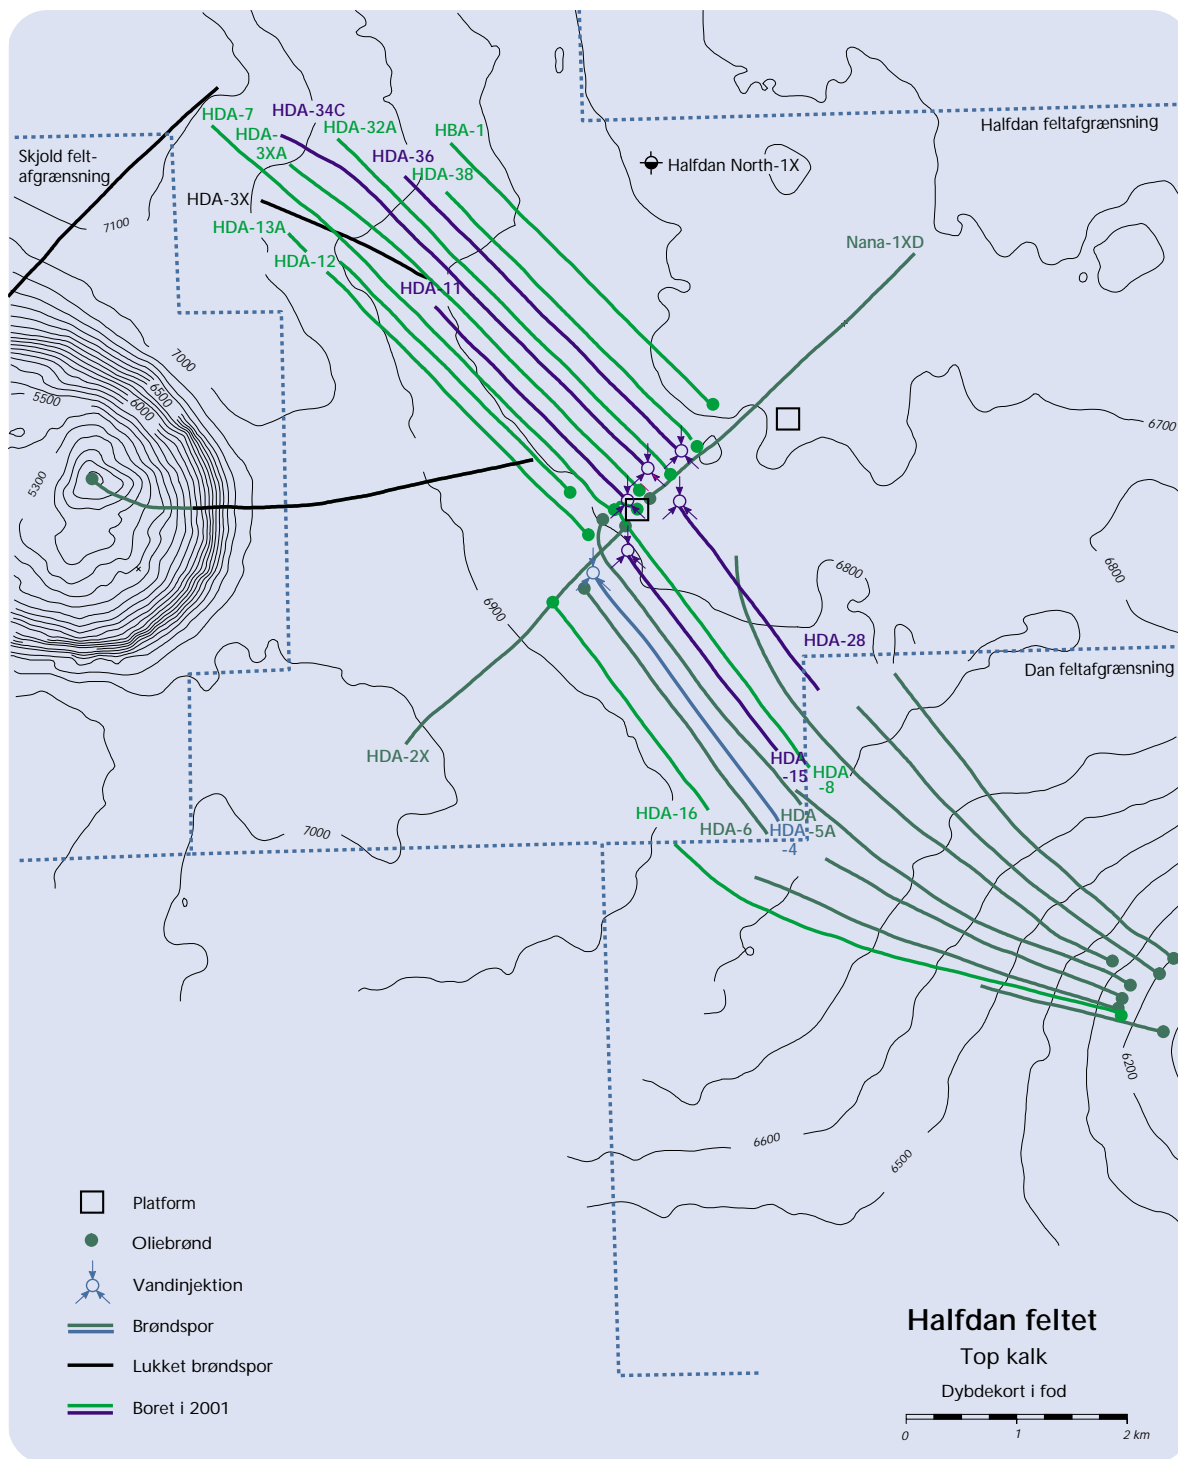 HDA-7
HDA-34C
HDA-
3XA
HDA-32A
HBA-1
Halfdan feltafgrænsning
Skjold felt-
afgrænsning
HDA-36
HDA-38
Halfdan North-1X
7100
HDA-3X
HDA-13A
HDA-12
HDA-11
Nana-1XD
7000
6500
6000
5500
5300
6700
6800
6800
6900
HDA-28
Dan feltafgrænsning
HDA-2X
HDA
-15
HDA
-8
HDA-16
HDA-6
HDA
-5A
HDA
-4
7000
6200
6600
6500
Platform
Oliebrønd
Vandinjektion
Brøndspor
Lukket brøndspor
Boret i 2001
Halfdan feltet
Top kalk
Dybdekort i fod
0
1
2 km